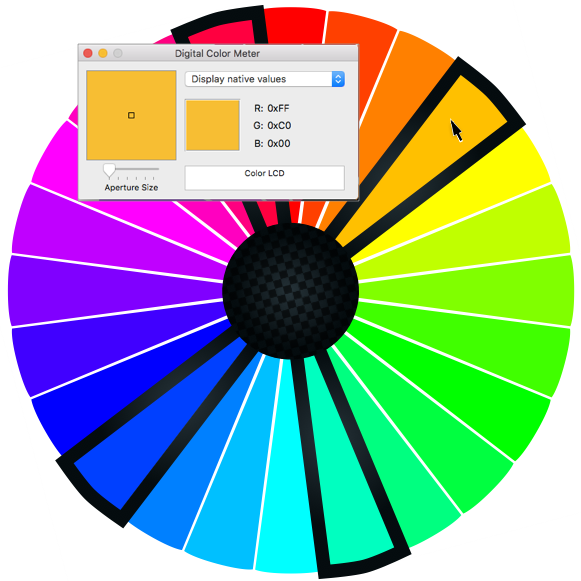 Digital Color Meter
Display native values
R: 0xFF
G: 0xC0
B: 0x00
Aperture Size
Color LCD